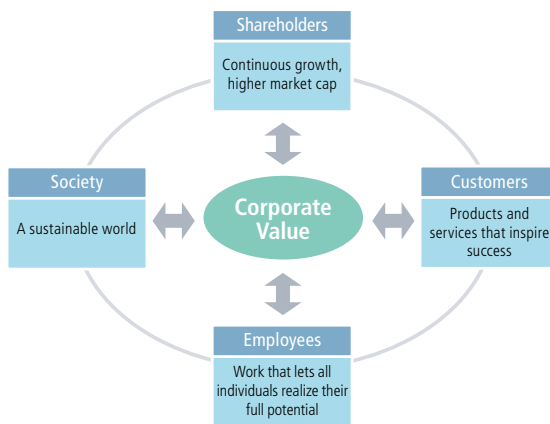 Shareholders
Continuous growth,
higher market cap
Society
A sustainable world
Corporate
Value
Customers
Products and
services that inspire
success
Employees
Work that lets all
individuals realize their
full potential